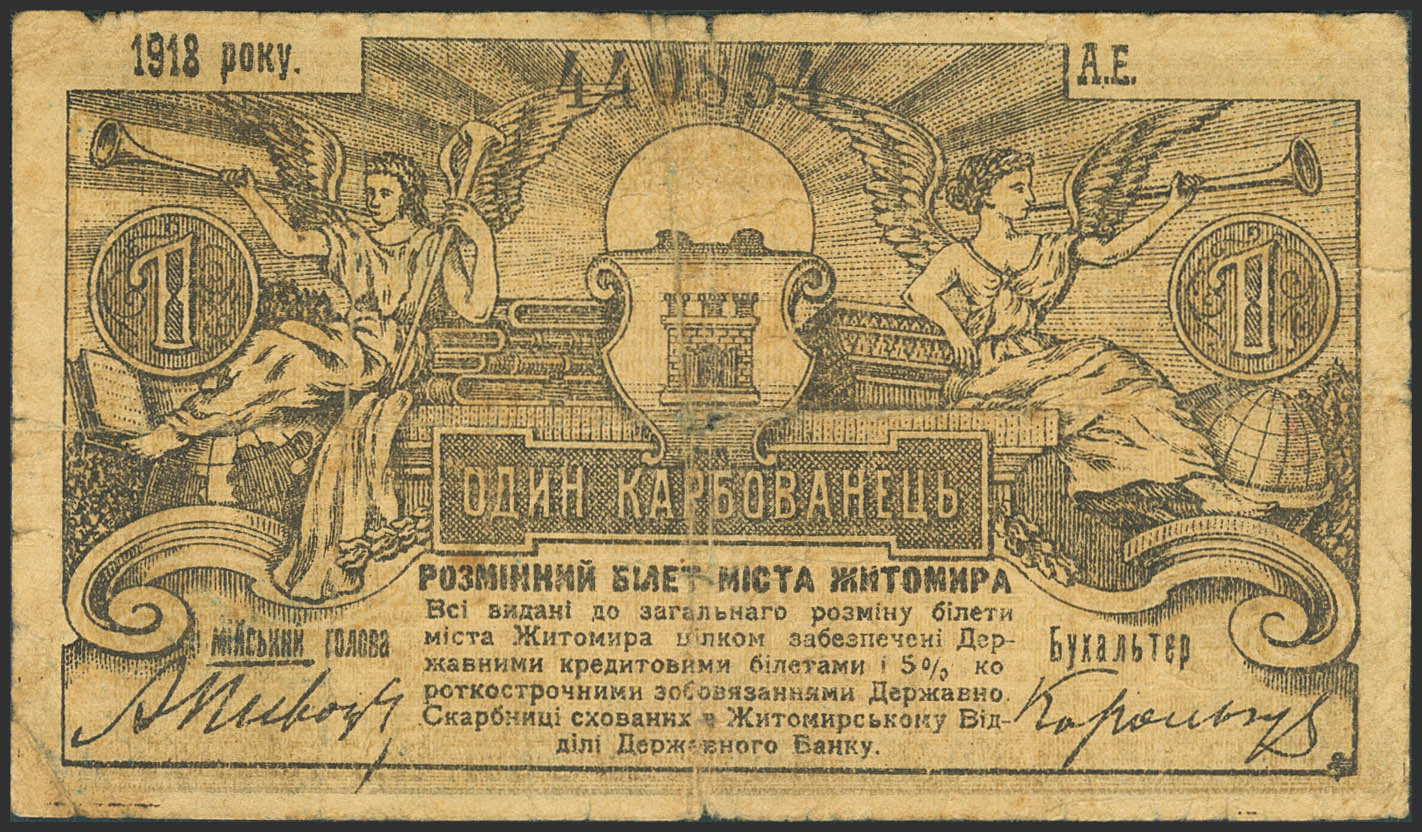 1918 року.
440854
А.Е.
1
1
ОДИН КАРБОВАНЕЦЬ
РОЗМІННИЙ БІЛЕТ МІСТА ЖИТОМИРА
Всі видані до загальнаго розміну білети
міста Житомира цілком забезпечені Дер-
жавними кредитовими білетами і 5% ко
роткострочними зобовязаннями Державно.
Скарбниці схованих в Житомирському Від-
ділі Державного Банку.
Міський голова
Бухальтер